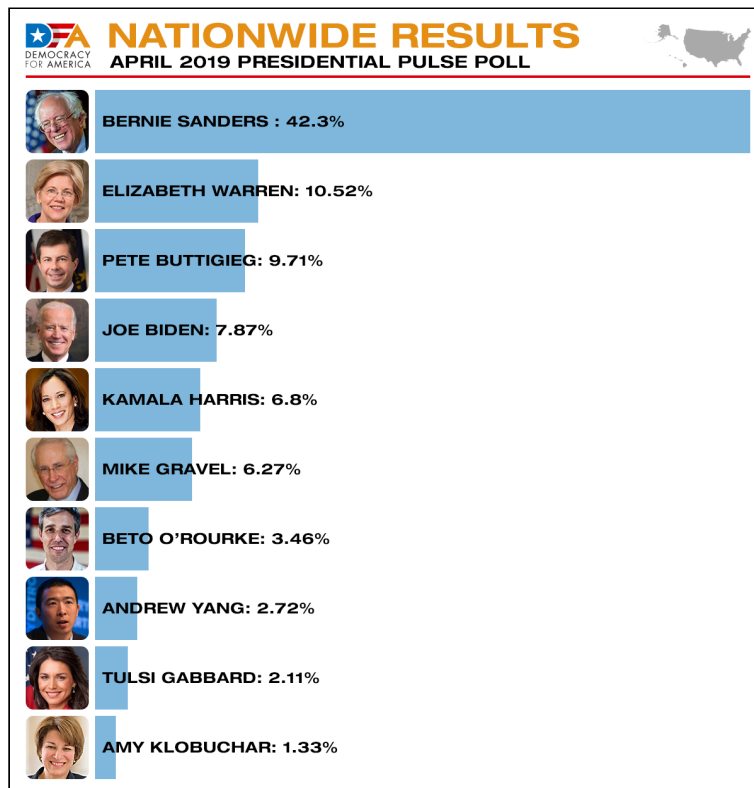 DFA
DEMOCRACY
FOR AMERICA
NATIONWIDE RESULTS
APRIL 2019 PRESIDENTIAL PULSE POLL
BERNIE SANDERS : 42.3%
ELIZABETH WARREN: 10.52%
PETE BUTTIGIEG: 9.71%
JOE BIDEN: 7.87%
KAMALA HARRIS: 6.8%
MIKE GRAVEL: 6.27%
BETO O’ROURKE: 3.46%
ANDREW YANG: 2.72%
TULSI GABBARD: 2.11%
AMY KLOBUCHAR: 1.33%